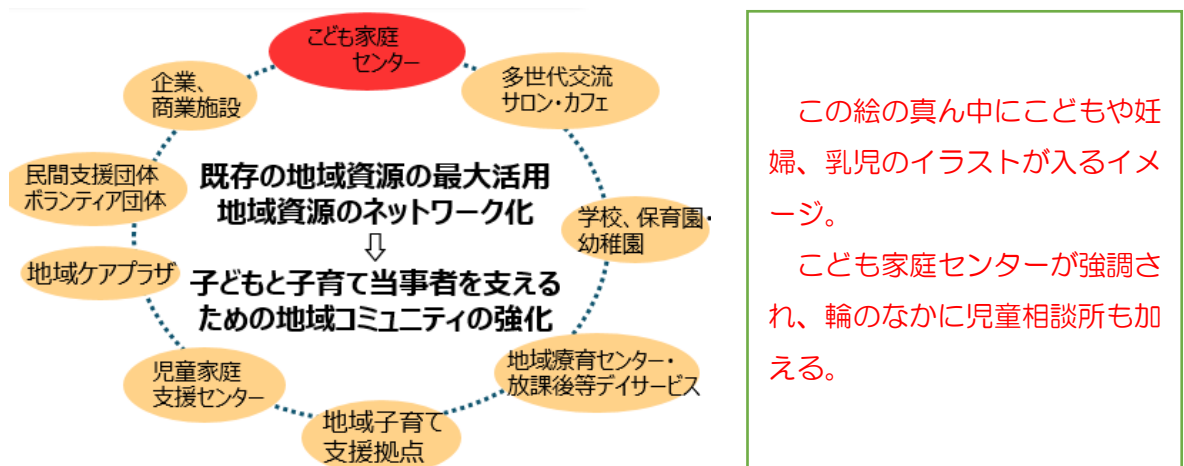 こども家庭
センター
企業、
商業施設
多世代交流
サロン・カフェ
民間支援団体
ボランティア団体
既存の地域資源の最大活用
地域資源のネットワーク化
⇩
学校、保育園・
幼稚園
地域ケアプラザ
子どもと子育て当事者を支える
ための地域コミュニティの強化
児童家庭
支援センター
地域療育センター・
放課後等デイサービス
地域子育て
支援拠点
この絵の真ん中にこどもや妊
婦、乳児のイラストが入るイメ
ージ。
こども家庭センターが強調さ
れ、輪のなかに児童相談所も加
える。